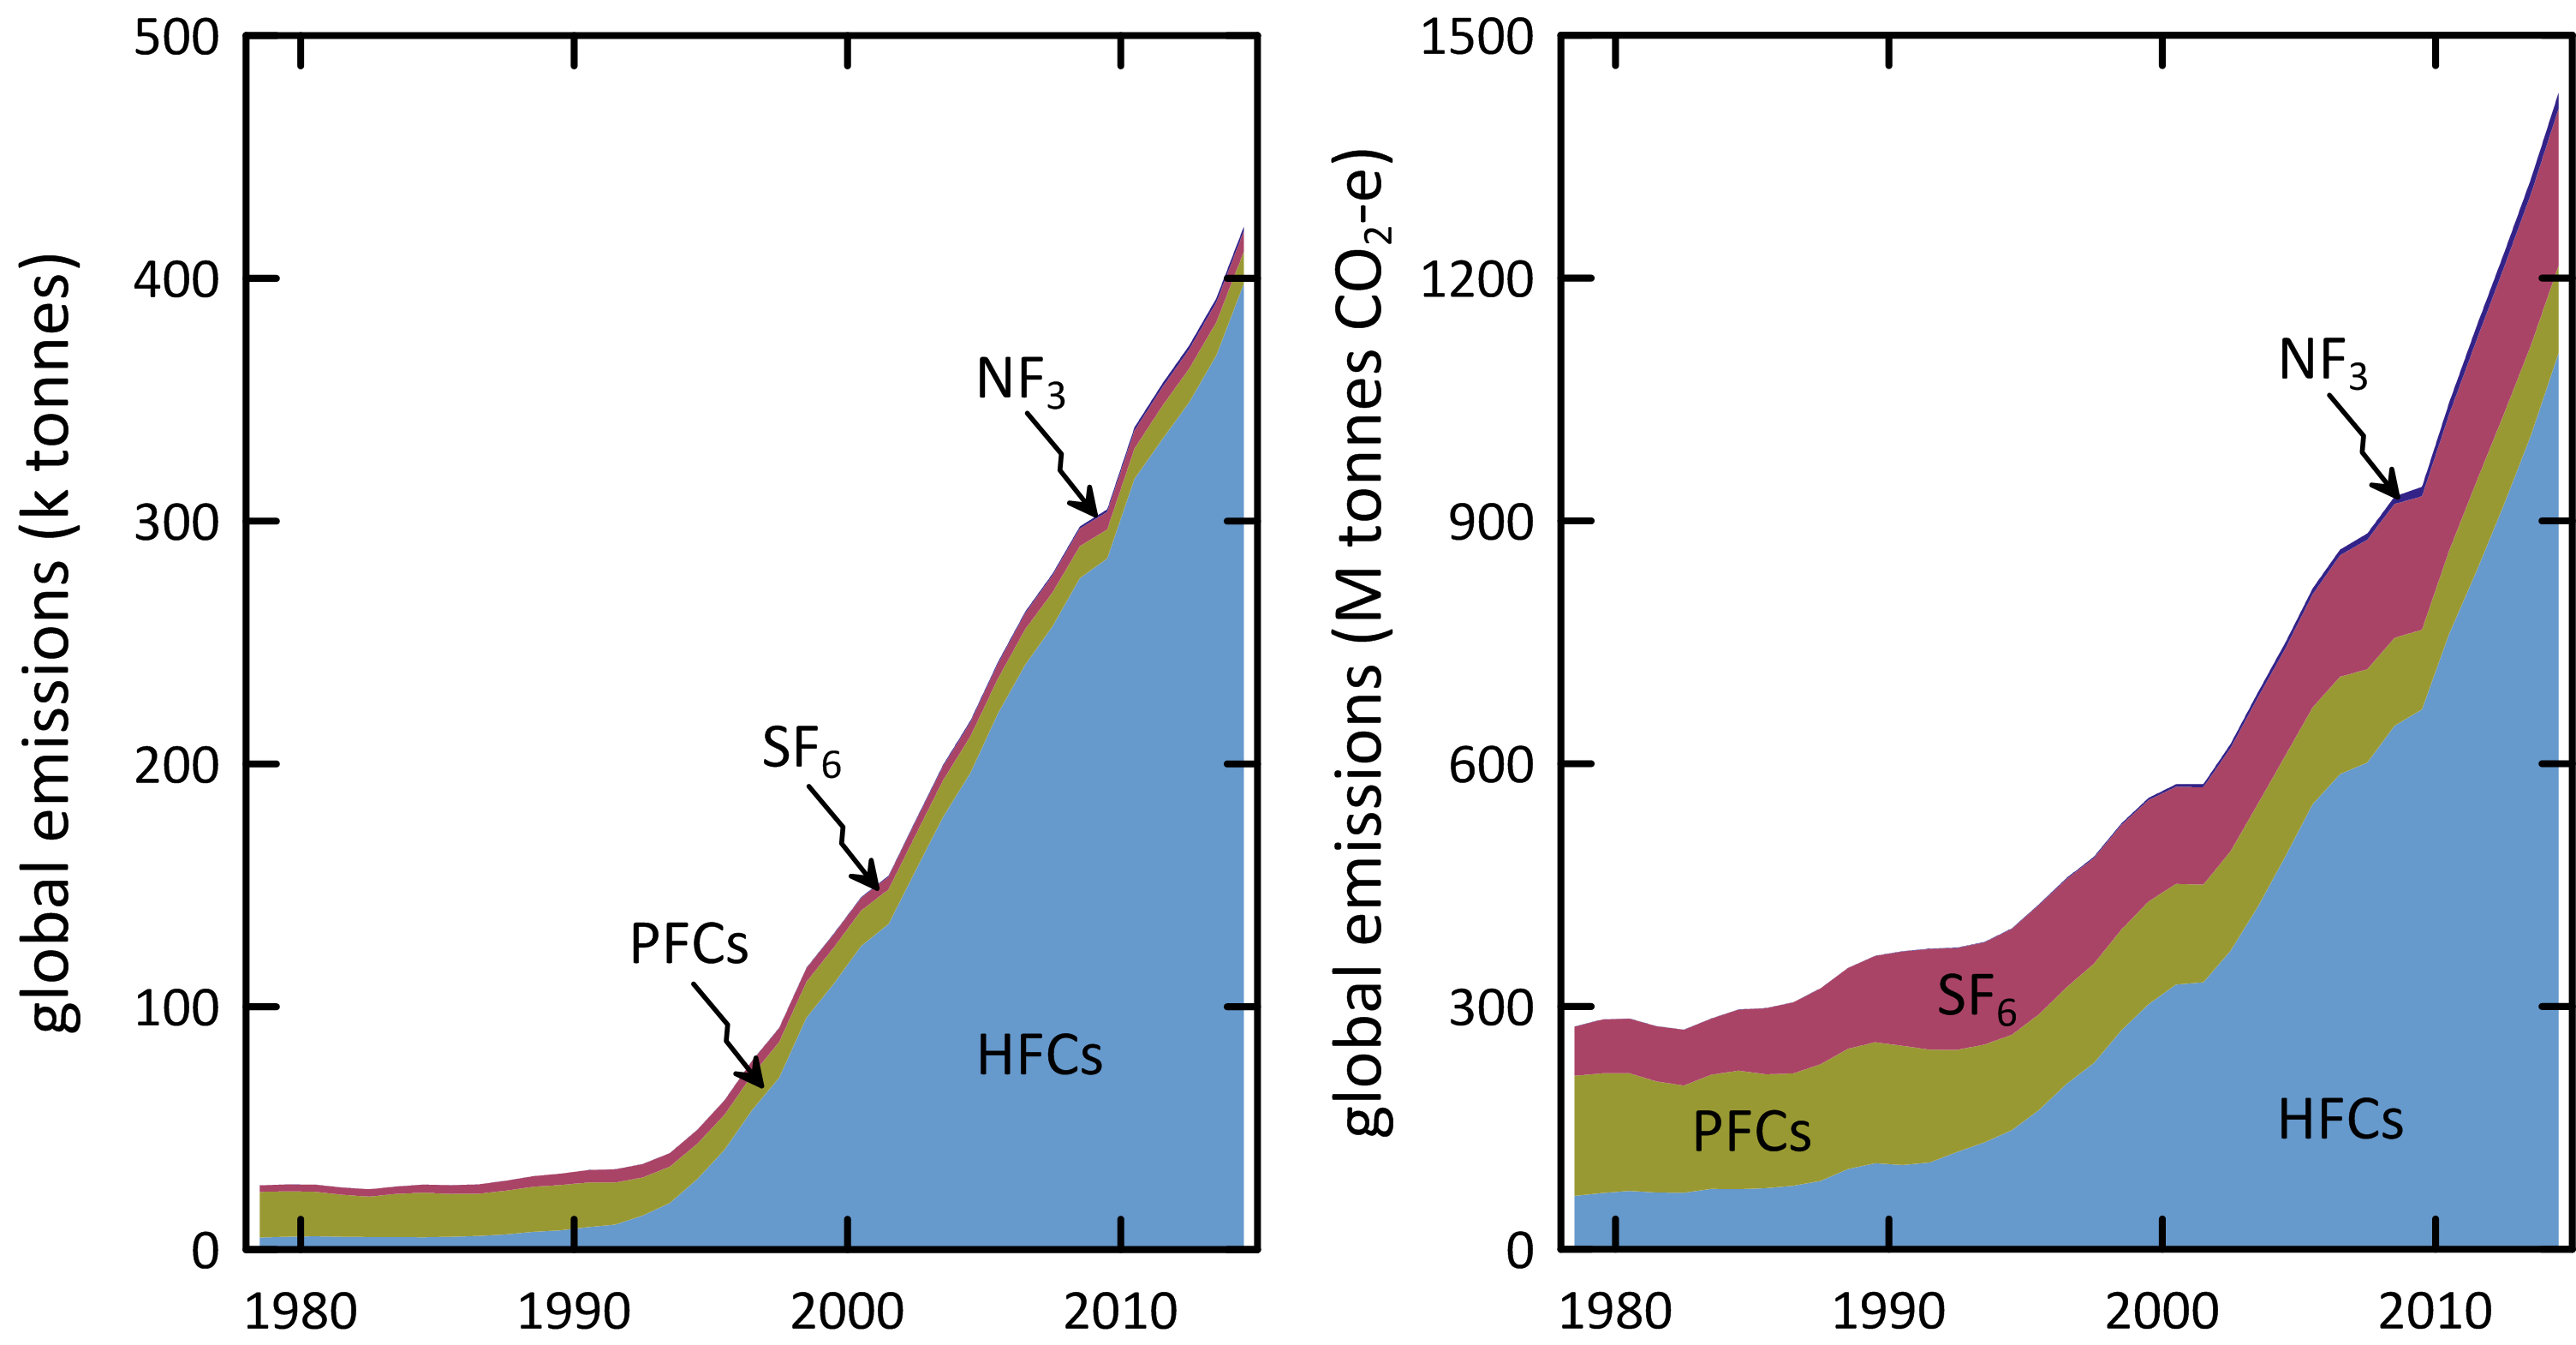 global emissions (k tonnes)
500
400
300
200
100
0
NF₃
SF₆
PFCs
HFCs
1980 1990 2000 2010
global emissions (M tonnes CO₂-e)
1500
1200
900
600
300
0
NF₃
SF₆
PFCs
HFCs
1980 1990 2000 2010